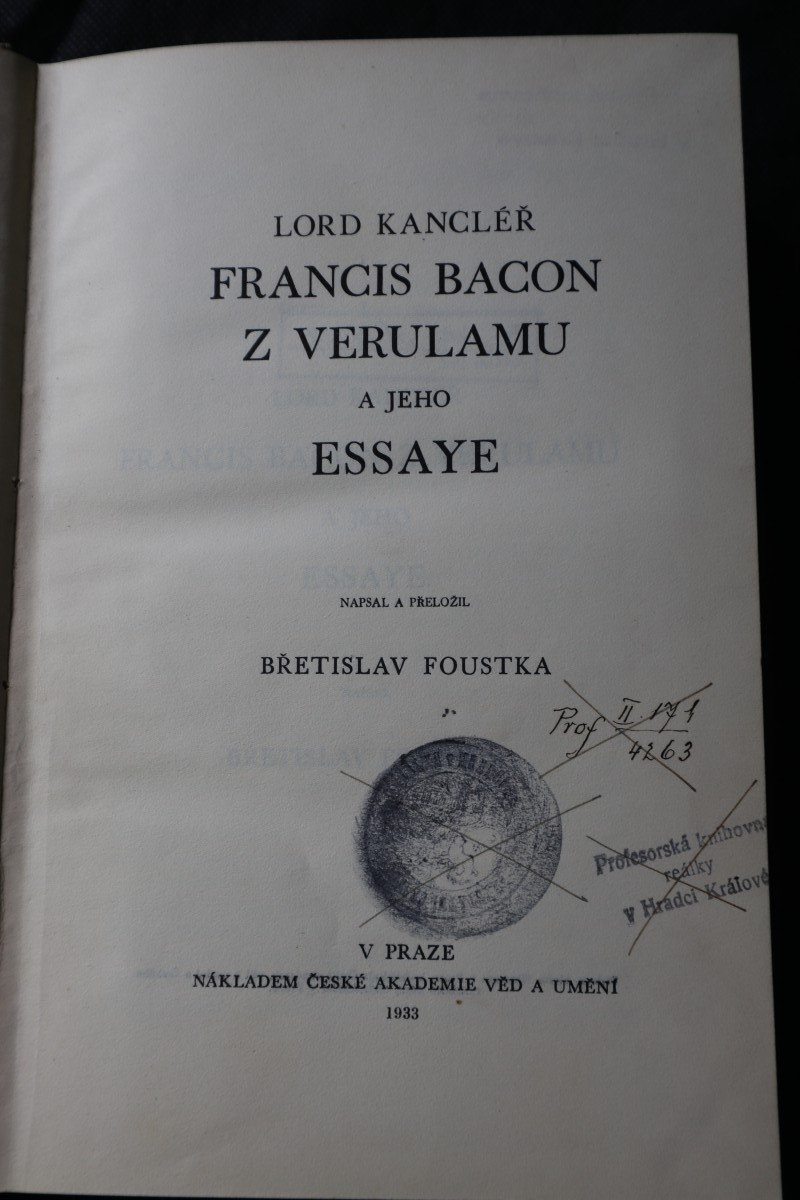 LORD KANCLÉŘ
FRANCIS BACON
Z VERULAMU
A JEHO
ESSAYE
NAPSAL A PŘELOŽIL
BŘETISLAV FOUSTKA
Prof II. 171
4263
Profesorská knihovna
reálky
v Hradci Králové
V PRAZE
NÁKLADEM ČESKÉ AKADEMIE VĚD A UMĚNÍ
1933